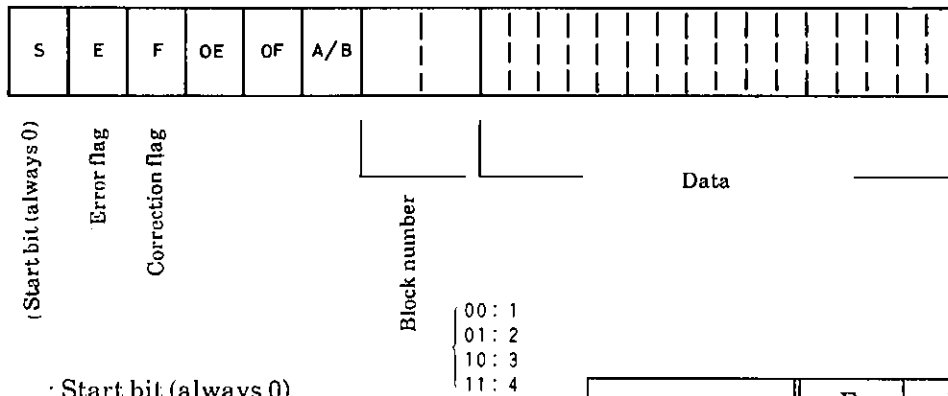 S E F OE OF A/B
(Start bit (always 0)
Error flag
Correction flag
Block number
Data
00: 1
01: 2
10: 3
11: 4
· Start bit (always 0)